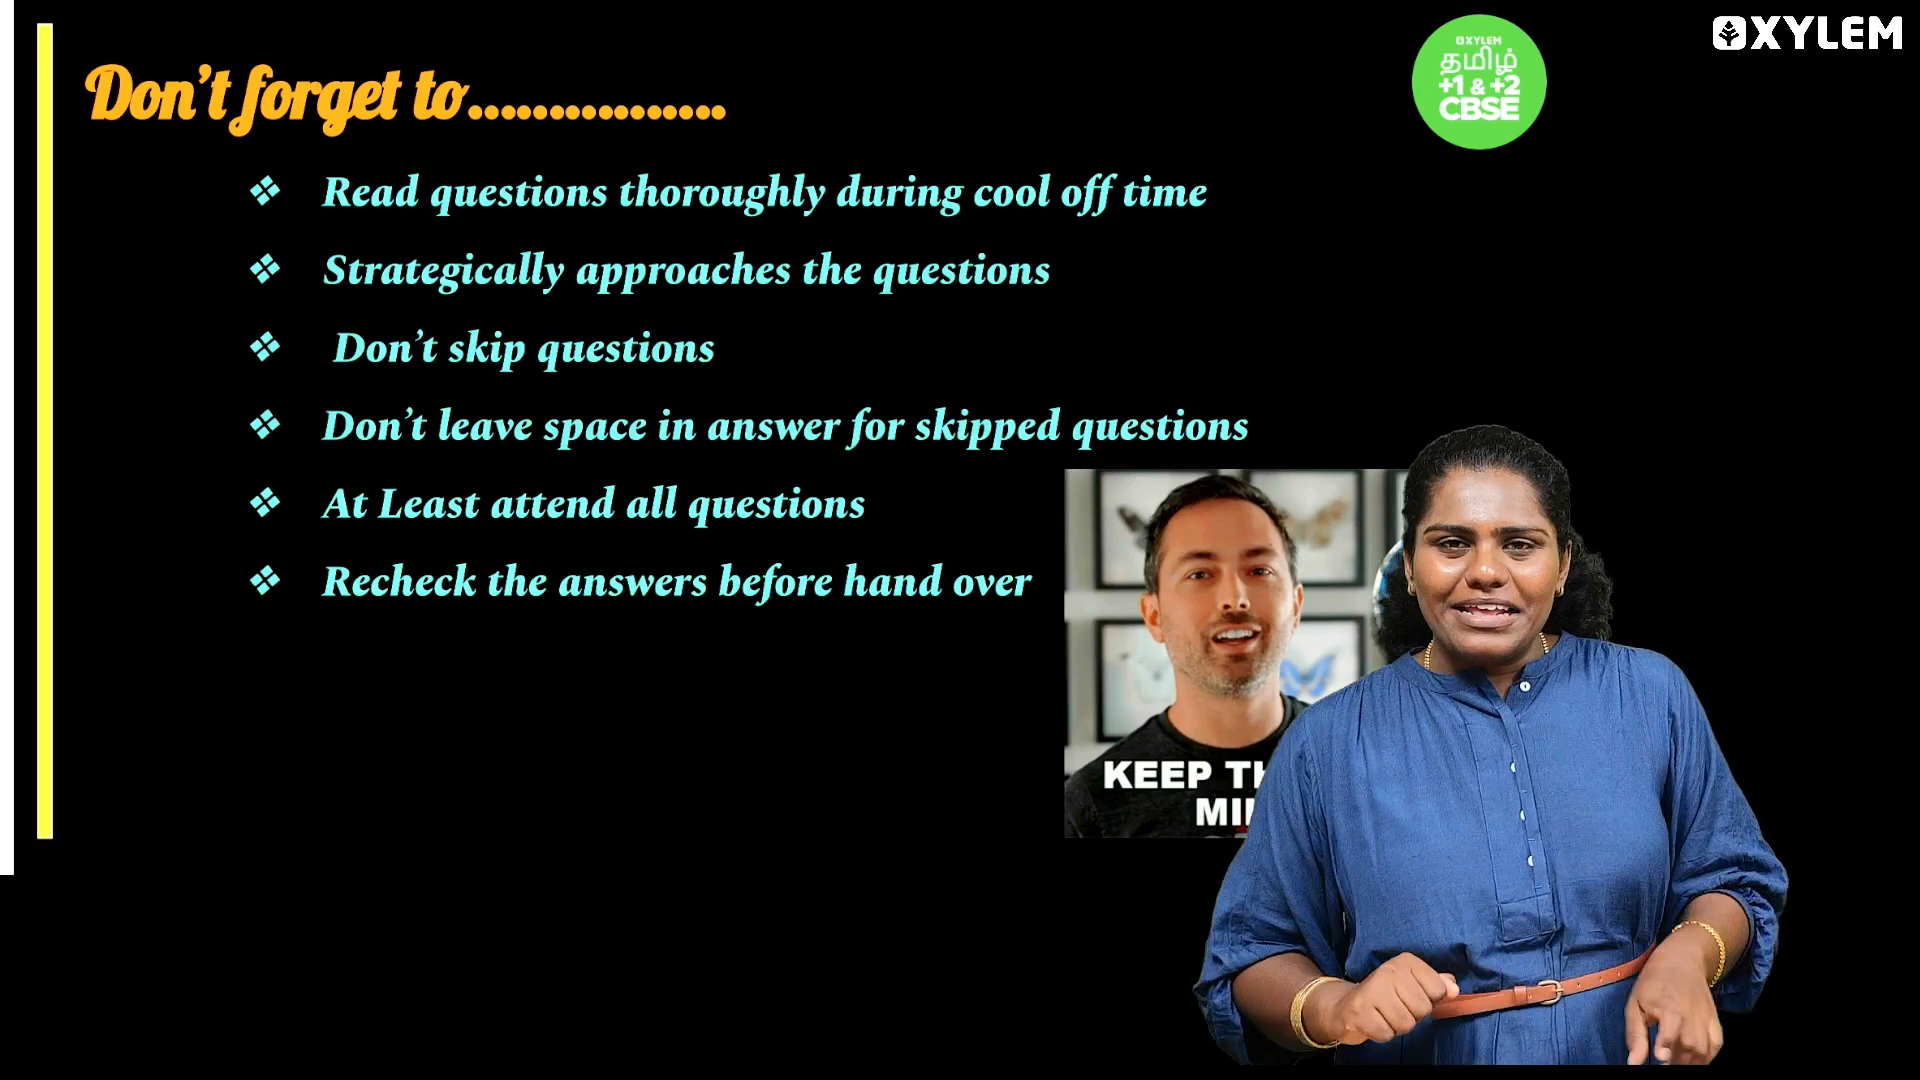 XYLEM
XYLEM
தமிழ்
+1 & +2
CBSE
Don't forget to................
❖ Read questions thoroughly during cool off time
❖ Strategically approaches the questions
❖ Don't skip questions
❖ Don't leave space in answer for skipped questions
❖ At Least attend all questions
❖ Recheck the answers before hand over
KEEP